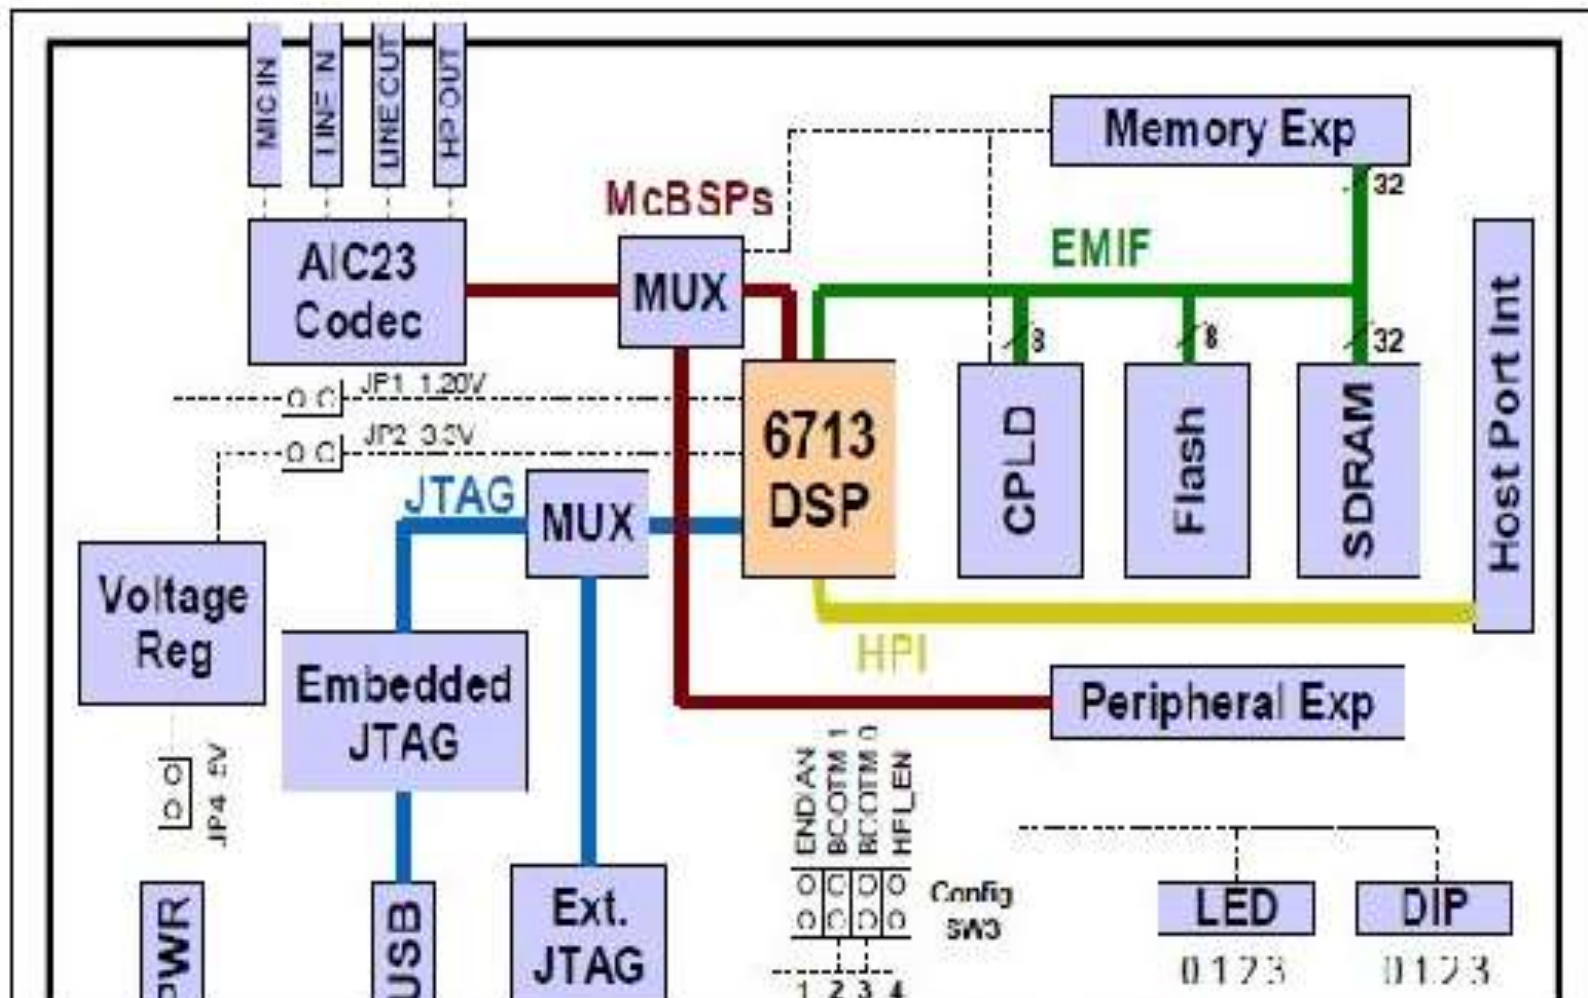 MIC IN
LINE IN
LINE OUT
HP OUT
Memory Exp
32
McBSPs
EMIF
AIC23
Codec
MUX
8
8
32
Host Port Int
JP1 1.20V
6713
DSP
CPLD
Flash
SDRAM
JP2 3.3V
JTAG
MUX
Voltage
Reg
HPI
Embedded
JTAG
Peripheral Exp
JP4 5V
ENDIAN
BOOTM 1
BOOTM 0
HPI_EN
Config
SW3
LED
DIP
PWR
USB
Ext.
JTAG
0 1 2 3
0 1 2 3
1 2 3 4